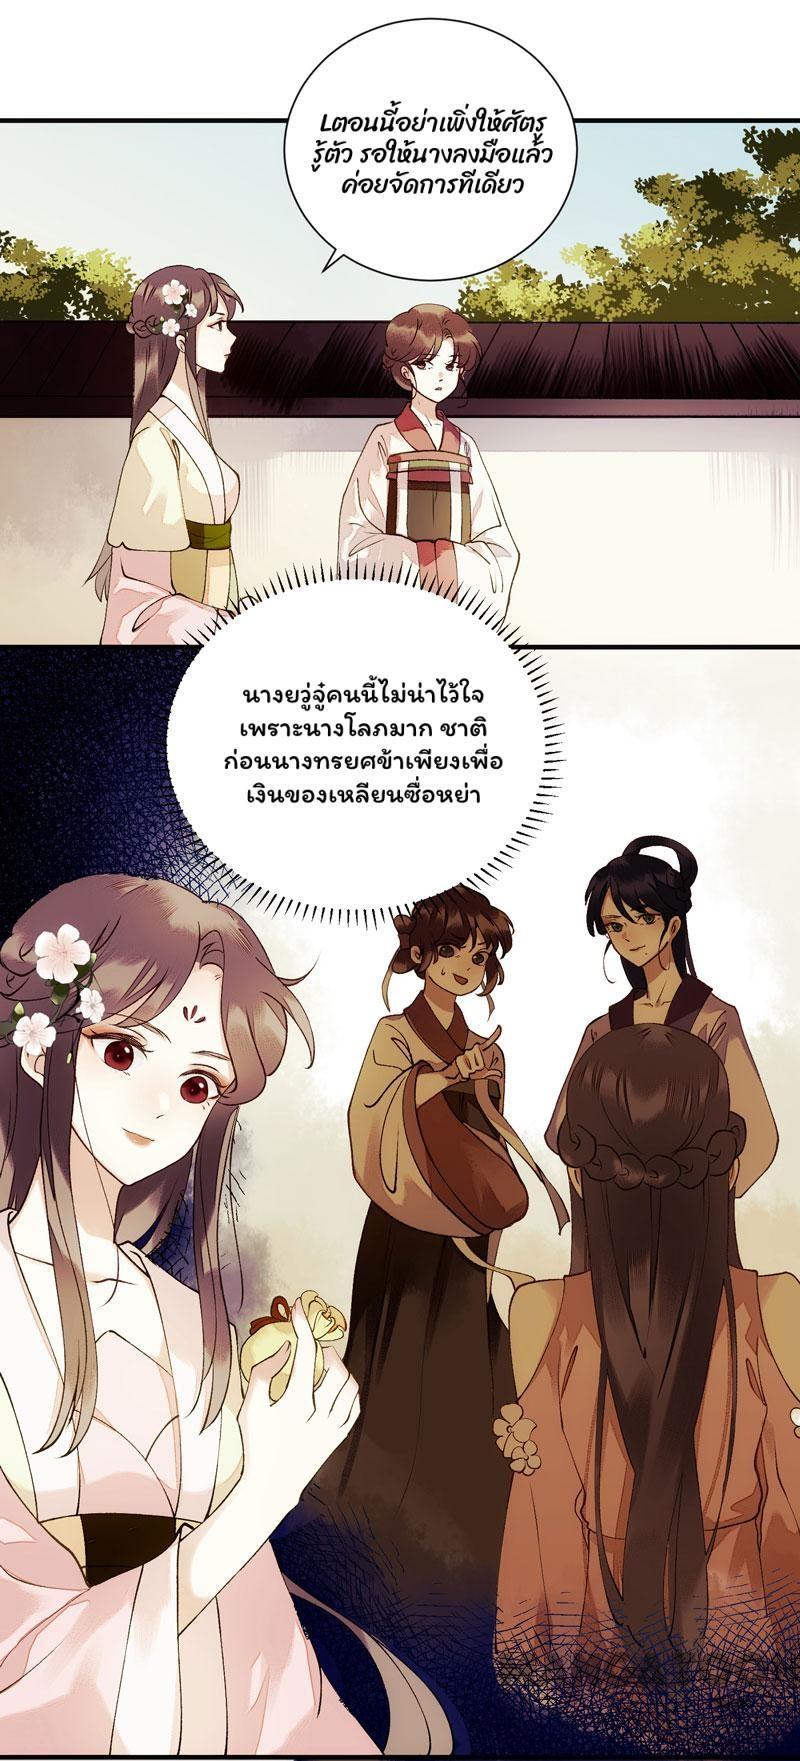 Lตอนนี้อย่าเพิ่งให้ศัตรู
รู้ตัว รอให้นางลงมือแล้ว
ค่อยจัดการทีเดียว
นางยวู่จู๋คนนี้ไม่น่าไว้ใจ
เพราะนางโลภมาก ชาติ
ก่อนนางทรยศข้าเพียงเพื่อ
เงินของเหลียนซื่อหย่า